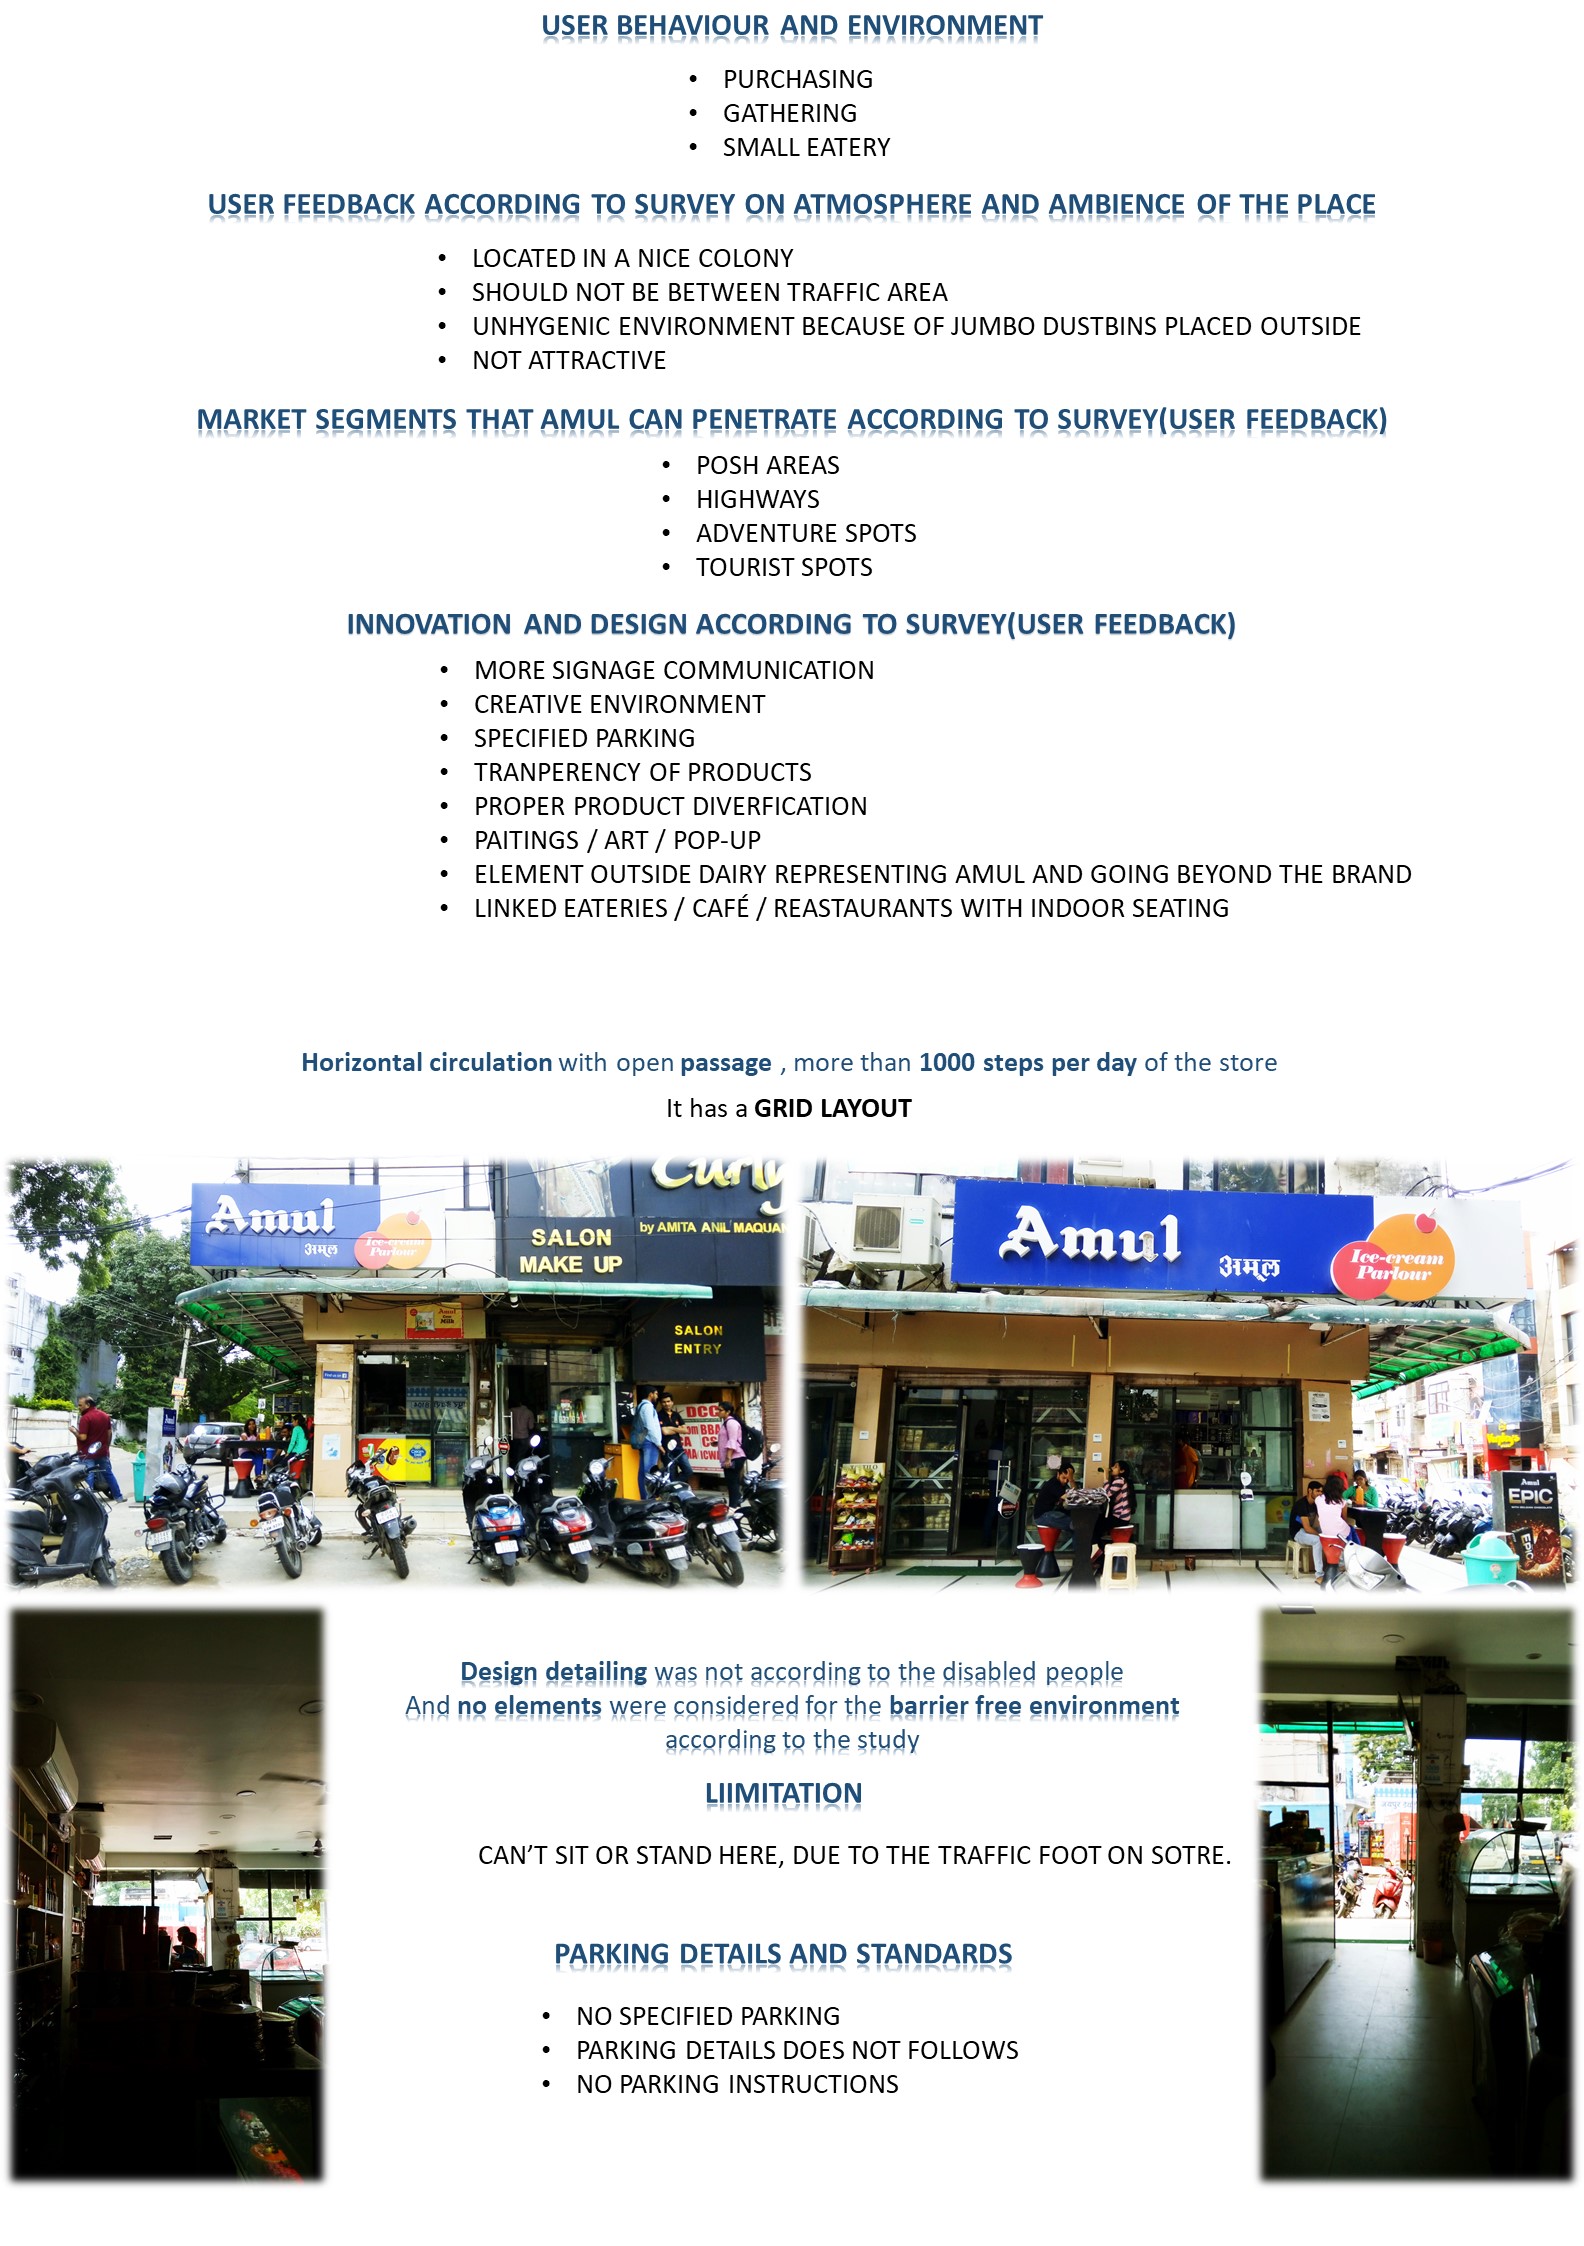 USER BEHAVIOUR AND ENVIRONMENT
• PURCHASING
• GATHERING
• SMALL EATERY
USER FEEDBACK ACCORDING TO SURVEY ON ATMOSPHERE AND AMBIENCE OF THE PLACE
• LOCATED IN A NICE COLONY
• SHOULD NOT BE BETWEEN TRAFFIC AREA
• UNHYGENIC ENVIRONMENT BECAUSE OF JUMBO DUSTBINS PLACED OUTSIDE
• NOT ATTRACTIVE
MARKET SEGMENTS THAT AMUL CAN PENETRATE ACCORDING TO SURVEY(USER FEEDBACK)
• POSH AREAS
• HIGHWAYS
• ADVENTURE SPOTS
• TOURIST SPOTS
INNOVATION AND DESIGN ACCORDING TO SURVEY(USER FEEDBACK)
• MORE SIGNAGE COMMUNICATION
• CREATIVE ENVIRONMENT
• SPECIFIED PARKING
• TRANPERENCY OF PRODUCTS
• PROPER PRODUCT DIVERFICATION
• PAITINGS / ART / POP-UP
• ELEMENT OUTSIDE DAIRY REPRESENTING AMUL AND GOING BEYOND THE BRAND
• LINKED EATERIES / CAFÉ / REASTAURANTS WITH INDOOR SEATING
Horizontal circulation with open passage , more than 1000 steps per day of the store
It has a GRID LAYOUT
Amul
अमूल
Ice-cream
Parlour
SALON
MAKE UP
by AMITA ANIL
Amul
Milk
SALON
ENTRY
DCC
Amul
Amul
अमूल
Ice-cream
Parlour
Amul
EPIC
Design detailing was not according to the disabled people
And no elements were considered for the barrier free environment
according to the study
LIIMITATION
CAN’T SIT OR STAND HERE, DUE TO THE TRAFFIC FOOT ON SOTRE.
PARKING DETAILS AND STANDARDS
• NO SPECIFIED PARKING
• PARKING DETAILS DOES NOT FOLLOWS
• NO PARKING INSTRUCTIONS